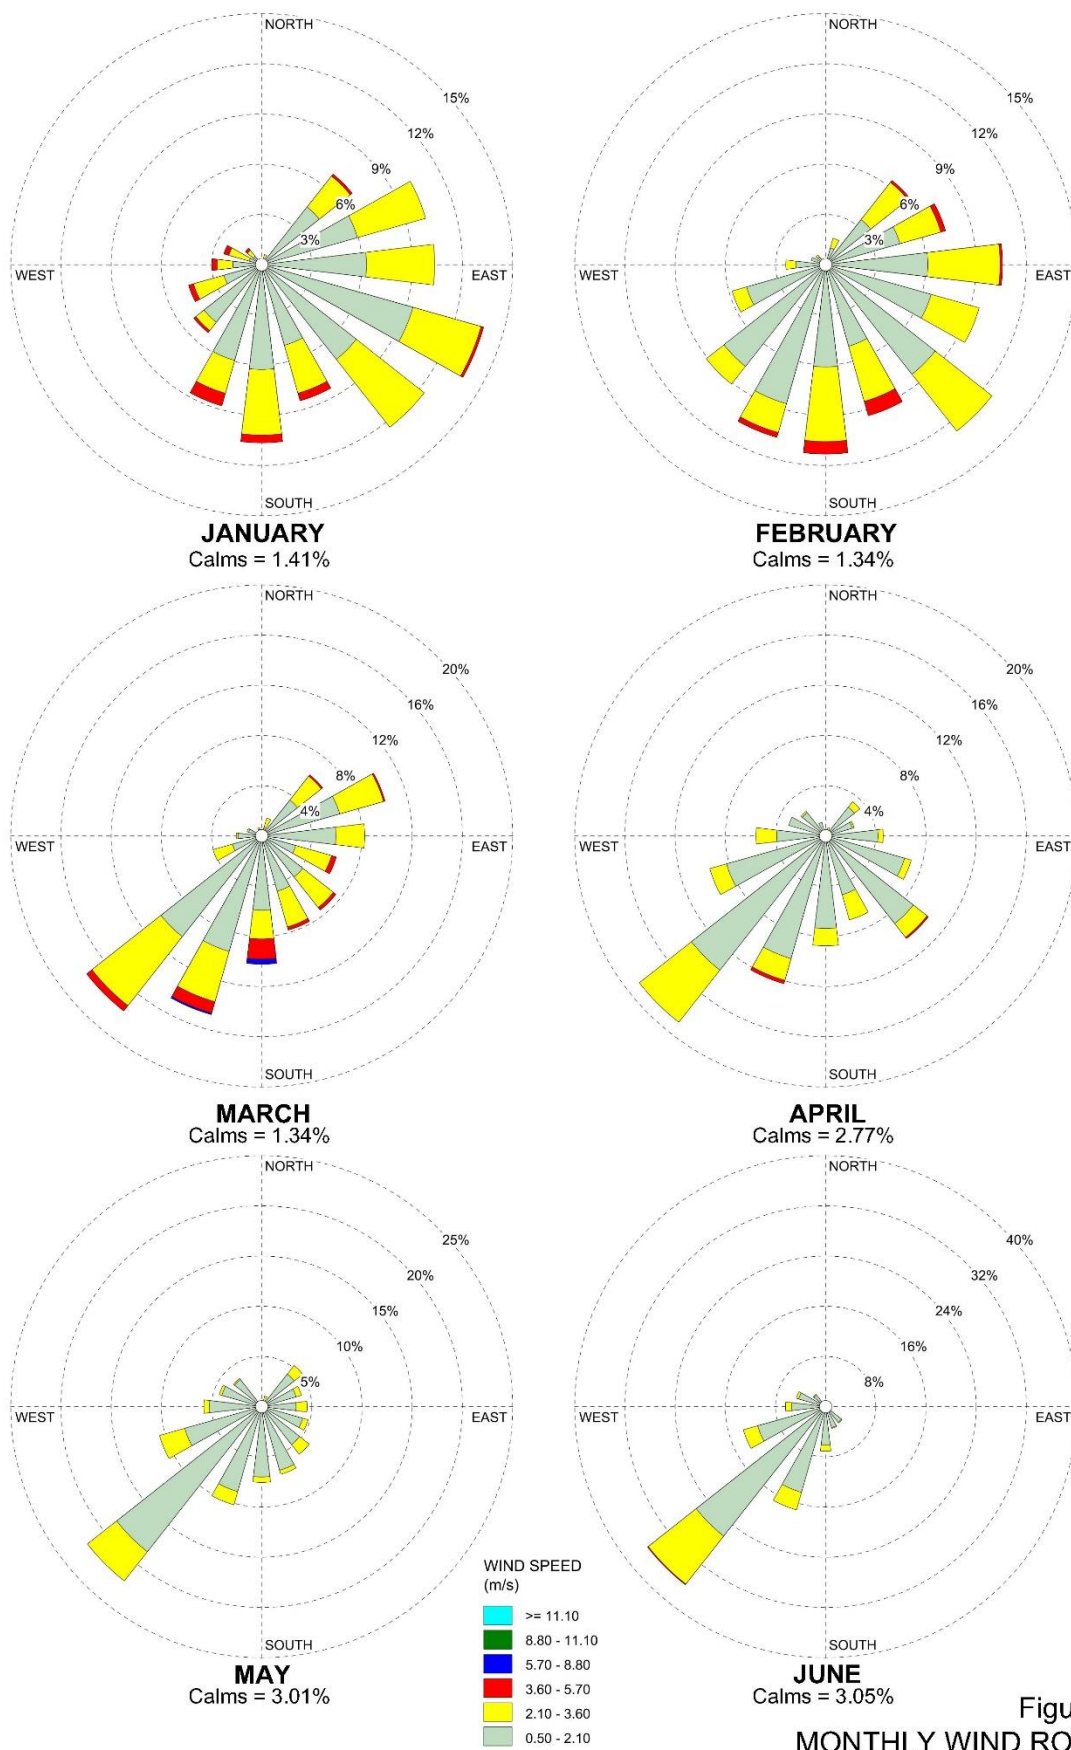 NORTH
15%
12%
9%
6%
3%
WEST
EAST
SOUTH
JANUARY
Calms = 1.41%
NORTH
15%
12%
9%
6%
3%
WEST
EAST
SOUTH
FEBRUARY
Calms = 1.34%
NORTH
20%
16%
12%
8%
4%
WEST
EAST
SOUTH
MARCH
Calms = 1.34%
NORTH
20%
16%
12%
8%
4%
WEST
EAST
SOUTH
APRIL
Calms = 2.77%
NORTH
25%
20%
15%
10%
5%
WEST
EAST
SOUTH
MAY
Calms = 3.01%
NORTH
40%
32%
24%
16%
8%
WEST
EAST
SOUTH
JUNE
Calms = 3.05%
WIND SPEED
(m/s)
>= 11.10
8.80 - 11.10
5.70 - 8.80
3.60 - 5.70
2.10 - 3.60
0.50 - 2.10
Figu
MONTHLY WIND RO